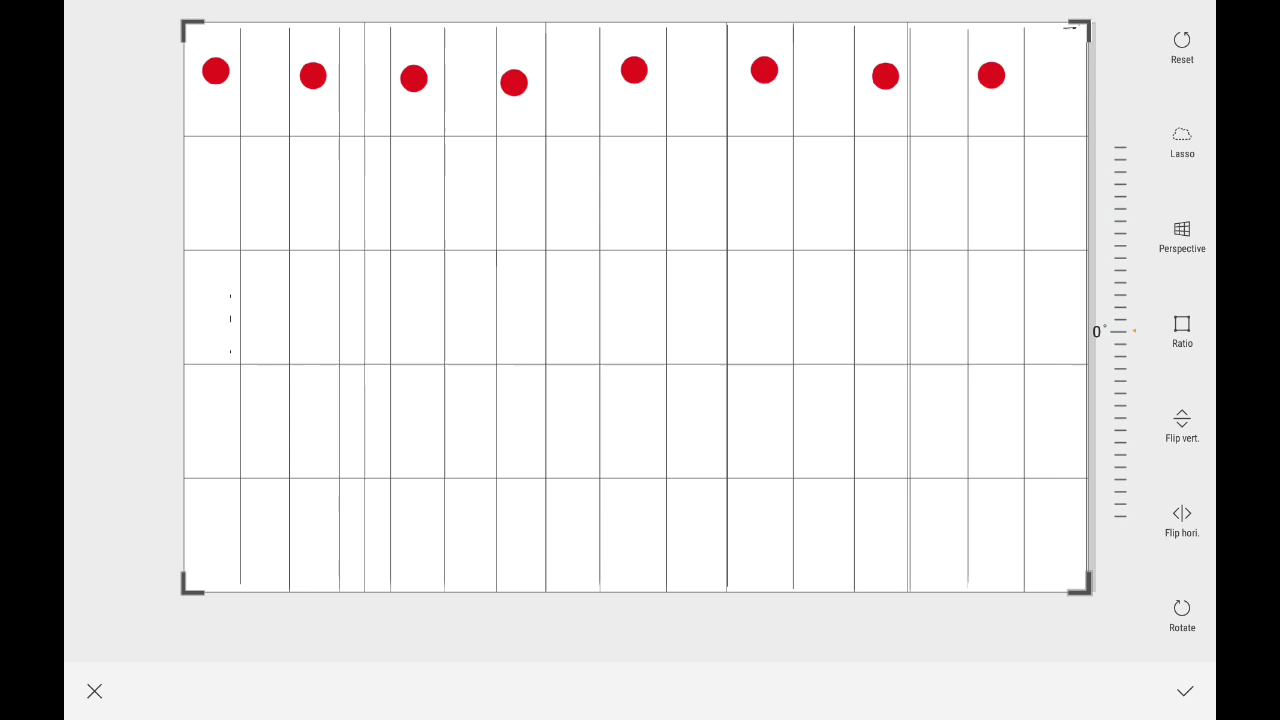 Reset
Lasso
Perspective
0°
Ratio
Flip vert.
Flip hori.
Rotate